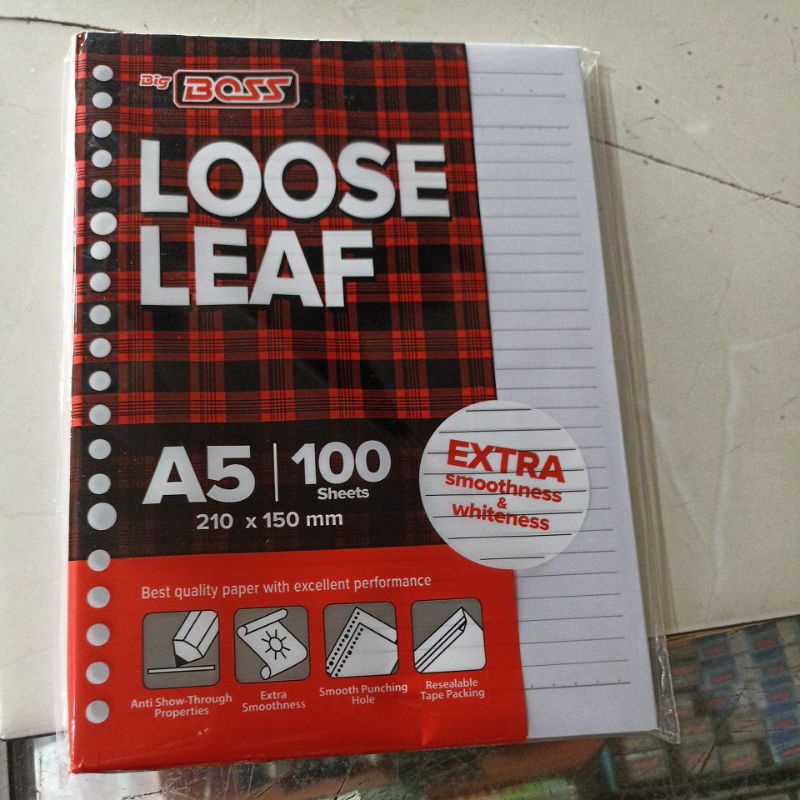 Big BOSS
LOOSE
LEAF
A5 | 100
Sheets
210 x 150 mm
EXTRA
smoothness
&
whiteness
Best quality paper with excellent performance
Anti Show-Through
Properties
Extra
Smoothness
Smooth Punching
Hole
Resealable
Tape Packing